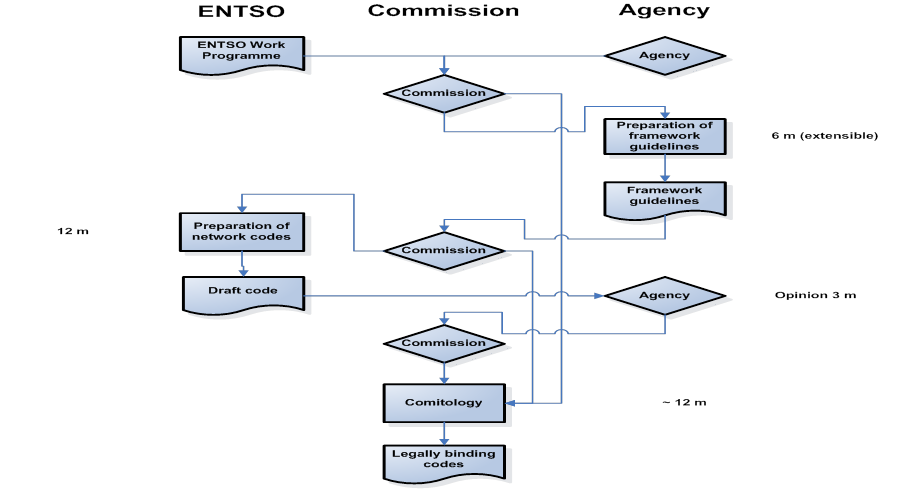 ENTSO
Commission
Agency
ENTSO Work
Programme
Agency
Commission
Preparation of
framework
guidelines
6 m (extensible)
Framework
guidelines
12 m
Preparation of
network codes
Commission
Draft code
Agency
Opinion 3 m
Commission
Comitology
~ 12 m
Legally binding
codes